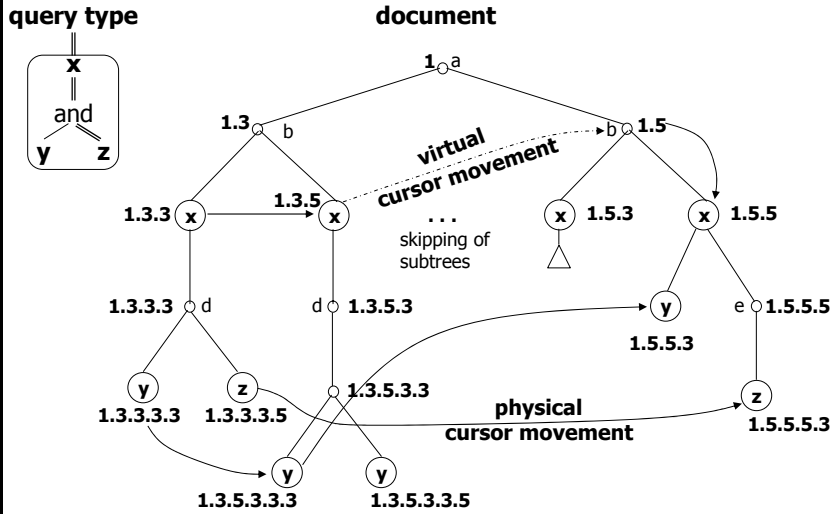 query type
document
x
and
y z
1 a
1.3 b
b 1.5
virtual
cursor movement
1.3.3 x
1.3.5 x
. . .
skipping of
subtrees
x 1.5.3
x 1.5.5
1.3.3.3 d
d 1.3.5.3
y
1.5.5.3
e 1.5.5.5
y
1.3.3.3.3
z
1.3.3.3.5
1.3.5.3.3
physical
cursor movement
z
1.5.5.5.3
y
1.3.5.3.3.3
y
1.3.5.3.3.5